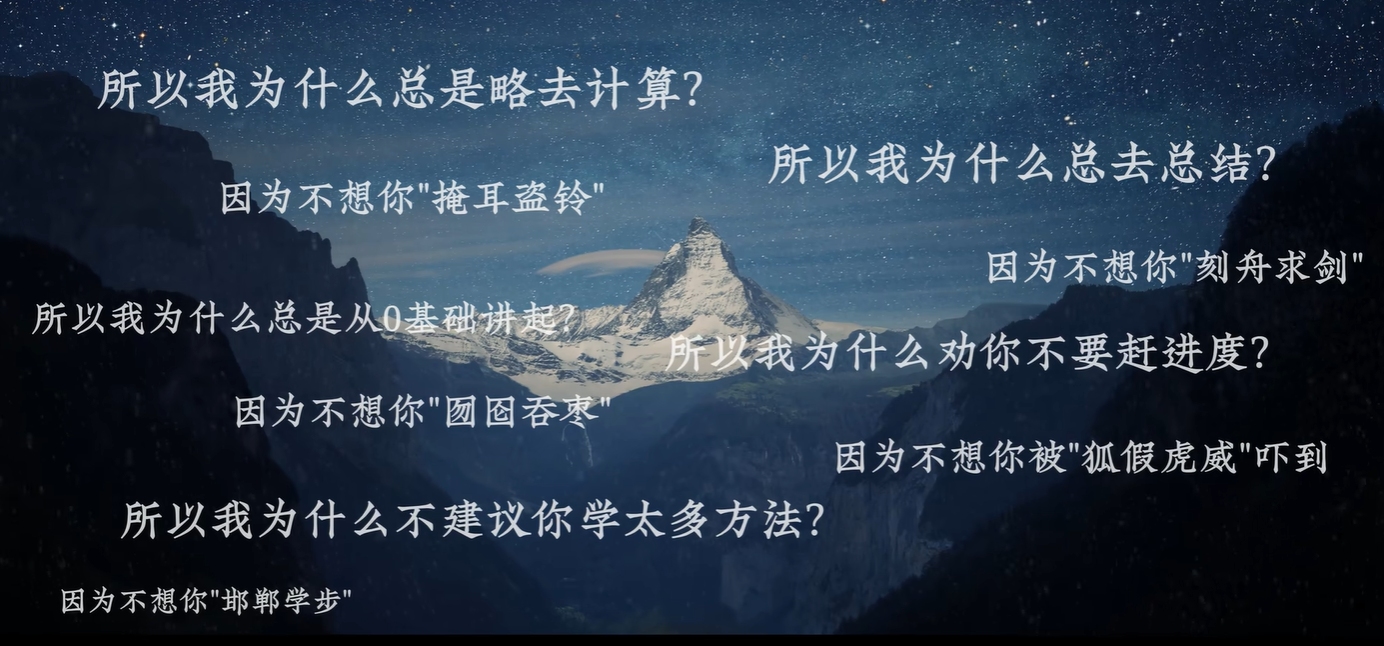 所以我为什么总是略去计算?
因为不想你"掩耳盗铃"
所以我为什么总去总结?
因为不想你"刻舟求剑"
所以我为什么总是从0基础讲起?
因为不想你"囫囵吞枣"
所以我为什么劝你不要赶进度?
因为不想你被"狐假虎威"吓到
所以我为什么不建议你学太多方法?
因为不想你"邯郸学步"